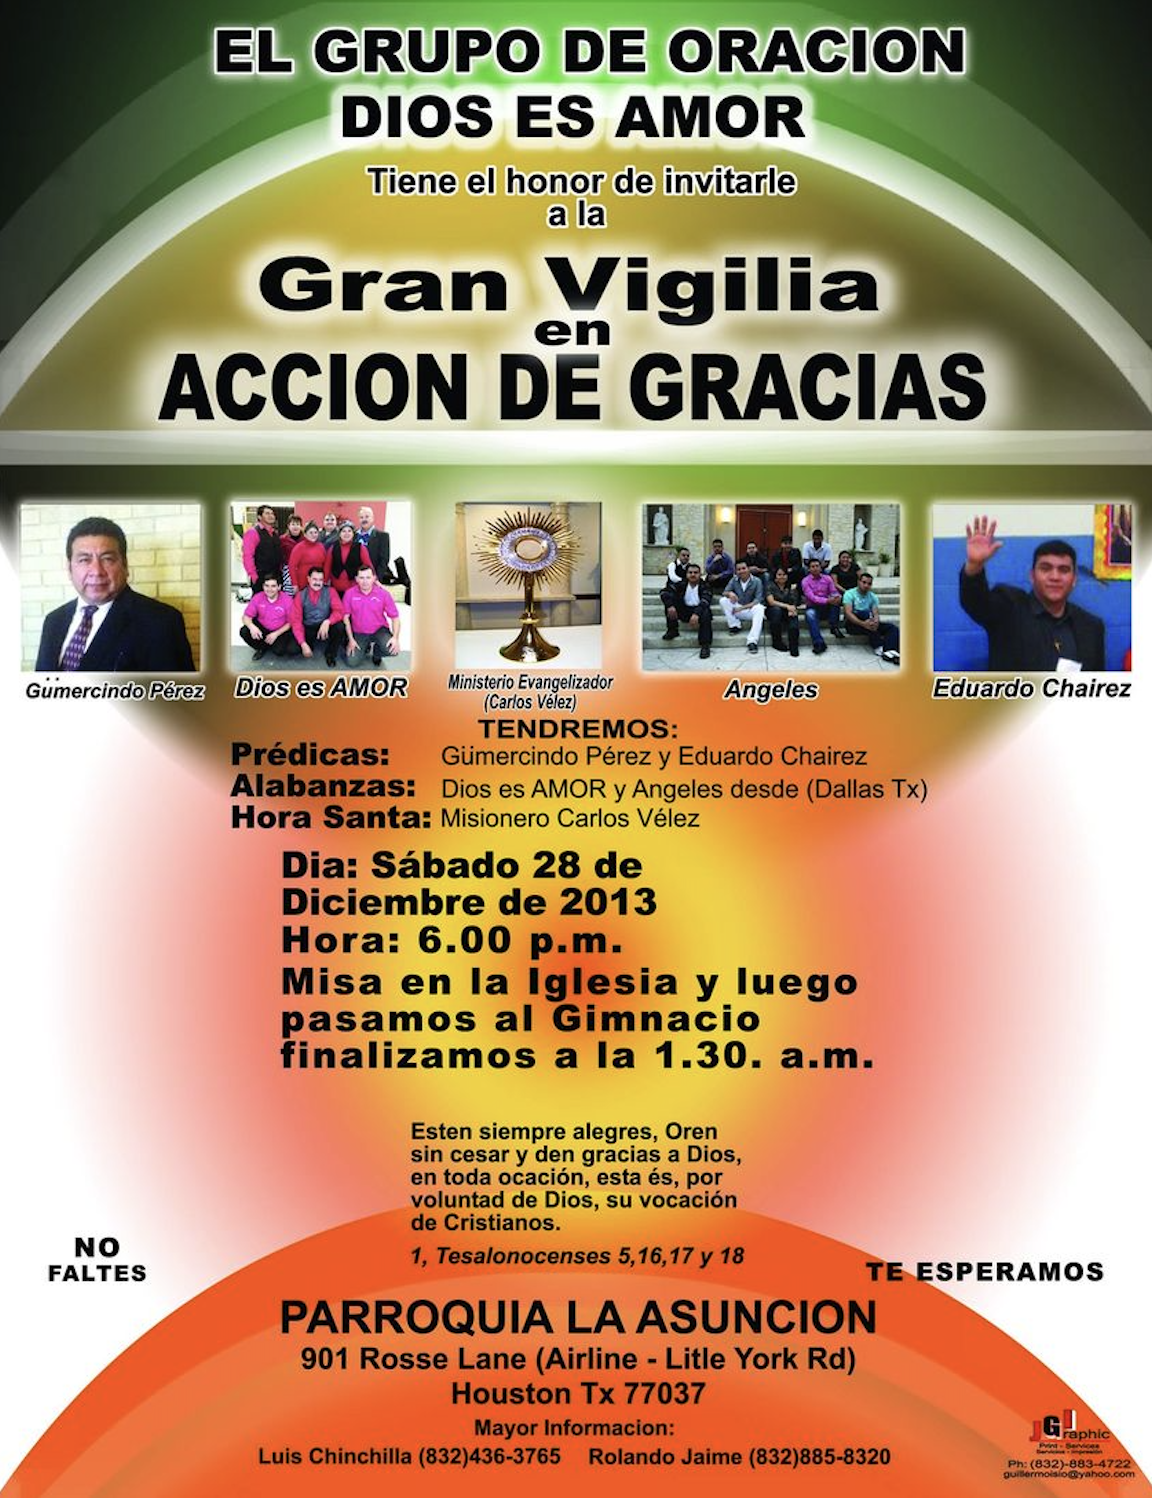 EL GRUPO DE ORACION
DIOS ES AMOR
Tiene el honor de invitarle
a la
Gran Vigilia
en
ACCION DE GRACIAS
Gümercindo Pérez
Dios es AMOR
Ministerio Evangelizador
(Carlos Vélez)
Angeles
Eduardo Chairez
TENDREMOS:
Prédicas: Gümercindo Pérez y Eduardo Chairez
Alabanzas: Dios es AMOR y Angeles desde (Dallas Tx)
Hora Santa: Misionero Carlos Vélez
Dia: Sábado 28 de
Diciembre de 2013
Hora: 6.00 p.m.
Misa en la Iglesia y luego
pasamos al Gimnacio
finalizamos a la 1.30. a.m.
Esten siempre alegres, Oren
sin cesar y den gracias a Dios,
en toda ocación, esta és, por
voluntad de Dios, su vocación
de Cristianos.
1, Tesalonocenses 5,16,17 y 18
NO
FALTES
TE ESPERAMOS
PARROQUIA LA ASUNCION
901 Rosse Lane (Airline - Litle York Rd)
Houston Tx 77037
Mayor Informacion:
Luis Chinchilla (832)436-3765 Rolando Jaime (832)885-8320
JGraphic
Print - Services
Servicios - Impresión
Ph: (832)-883-4722
guillermoisio@yahoo.com